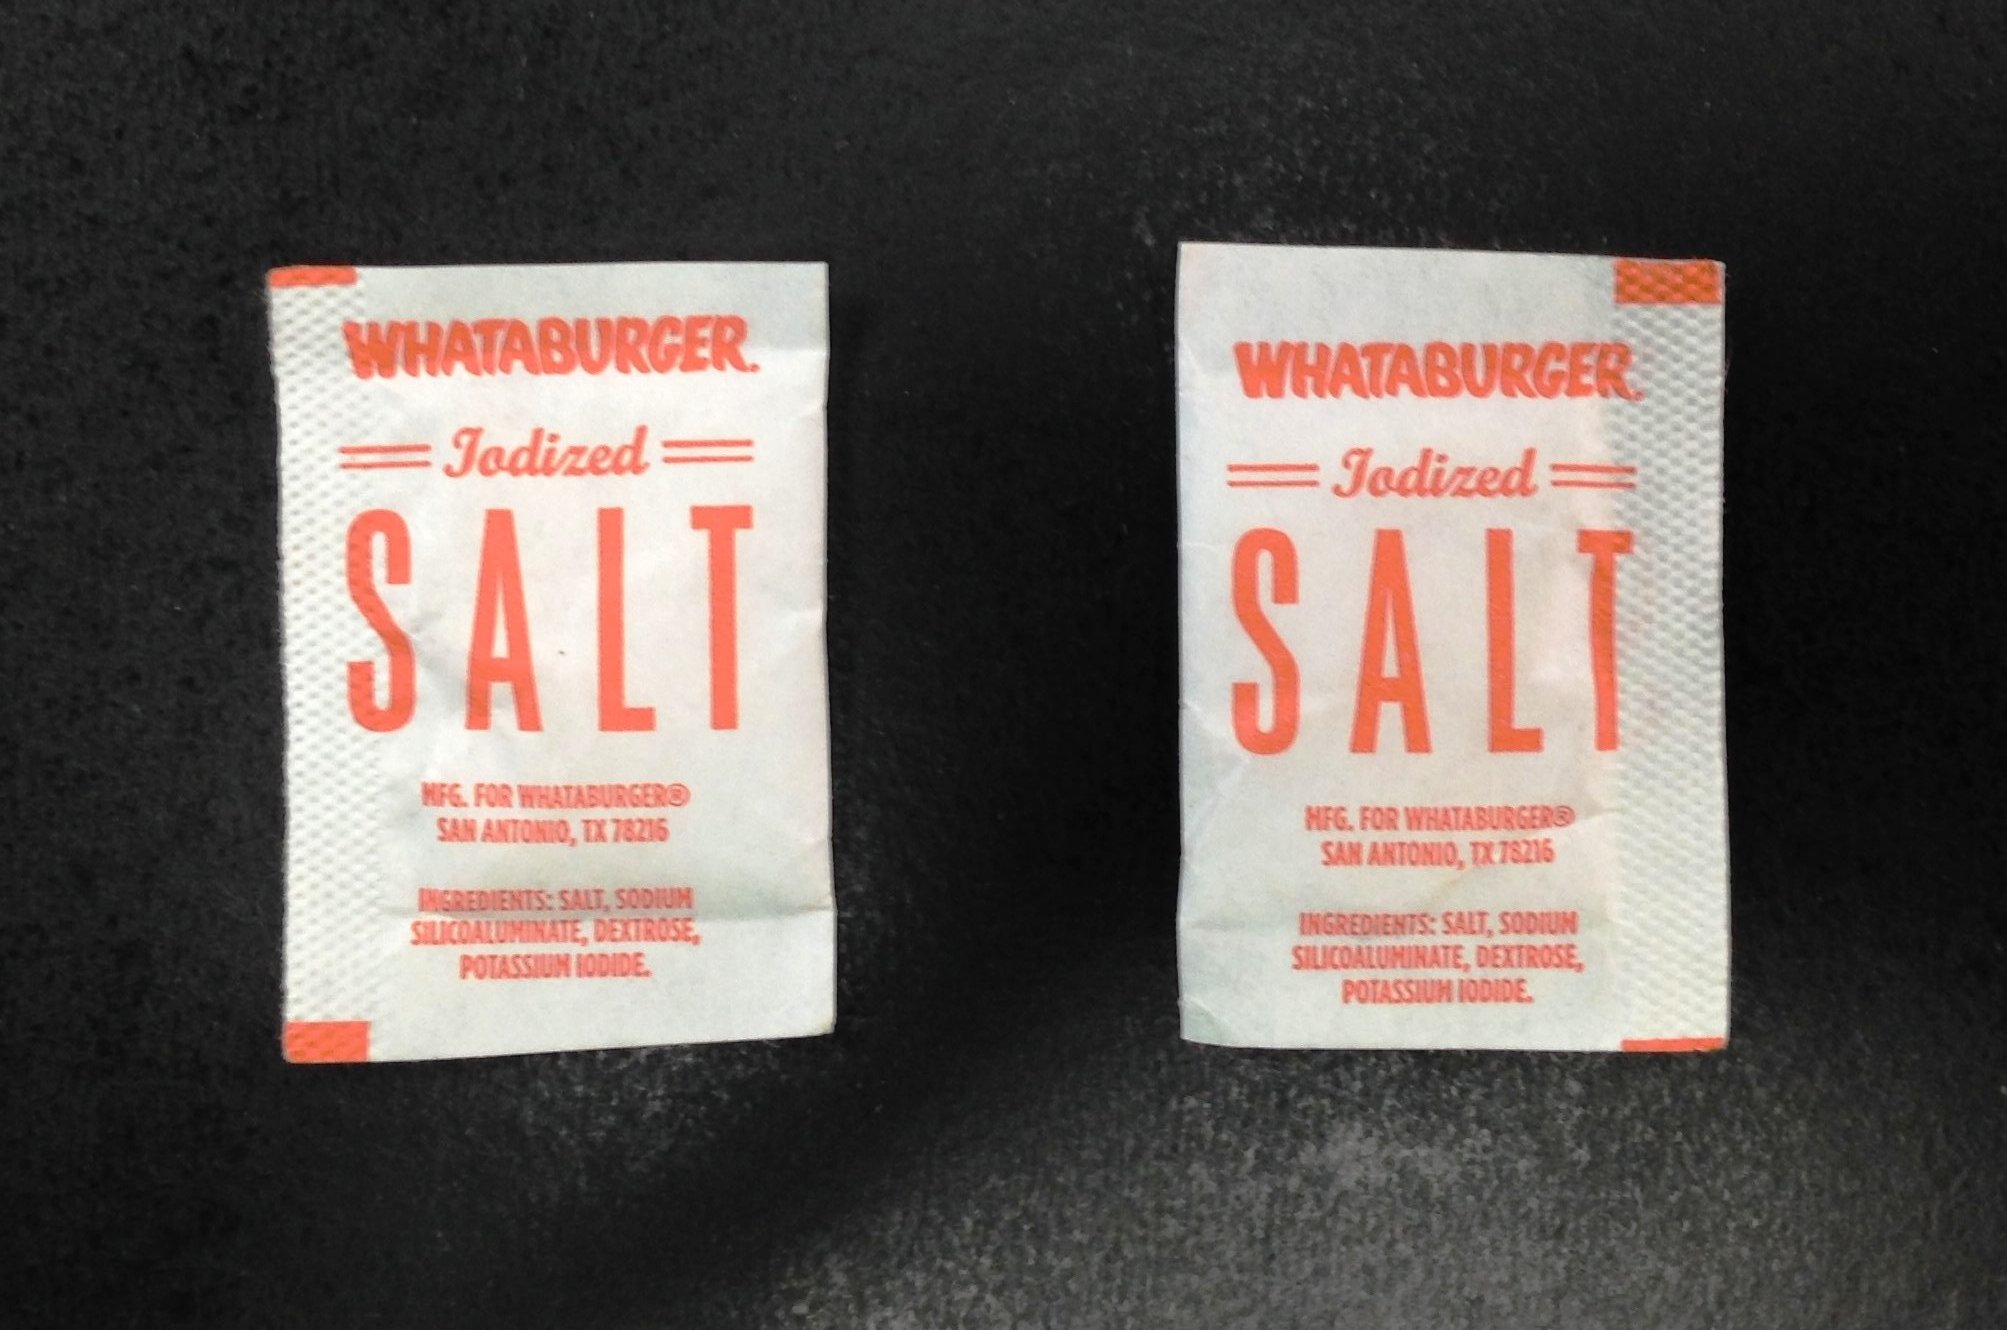 WHATABURGER.
Iodized
SALT
MFG. FOR WHATABURGER®
SAN ANTONIO, TX 78216
INGREDIENTS: SALT, SODIUM
SILICOALUMINATE, DEXTROSE,
POTASSIUM IODIDE.
WHATABURGER.
Iodized
SALT
MFG. FOR WHATABURGER®
SAN ANTONIO, TX 78216
INGREDIENTS: SALT, SODIUM
SILICOALUMINATE, DEXTROSE,
POTASSIUM IODIDE.